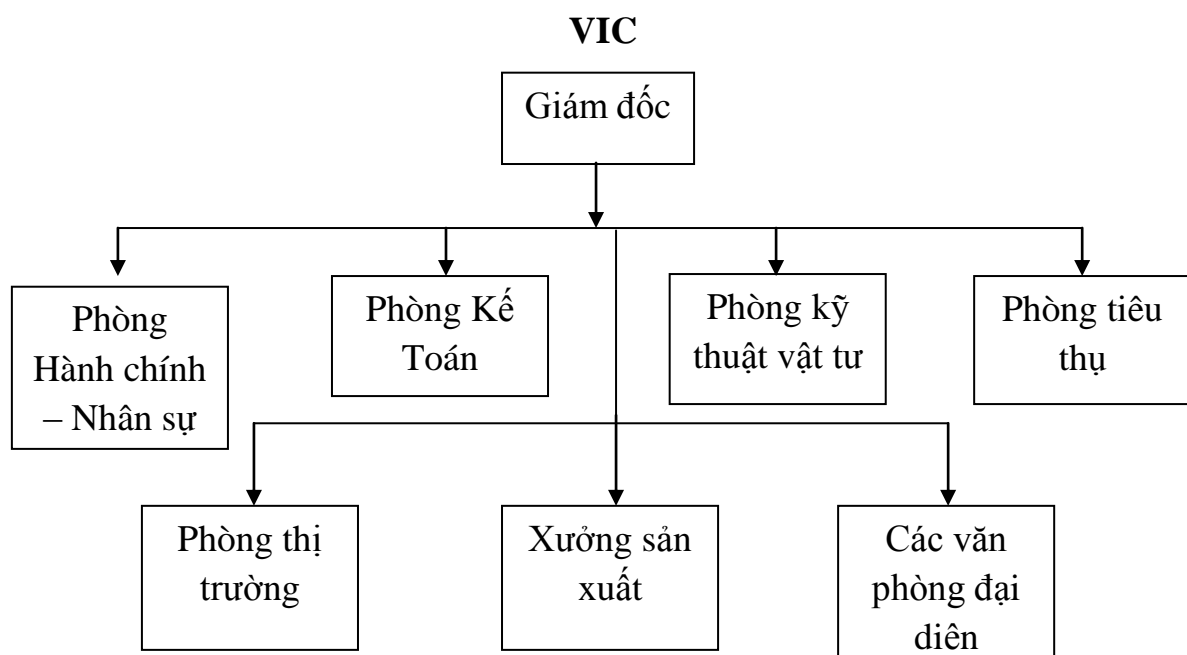 VIC
Giám đốc
Phòng
Hành chính
– Nhân sự
Phòng Kế
Toán
Phòng kỹ
thuật vật tư
Phòng tiêu
thụ
Phòng thị
trường
Xưởng sản
xuất
Các văn
phòng đại
diên